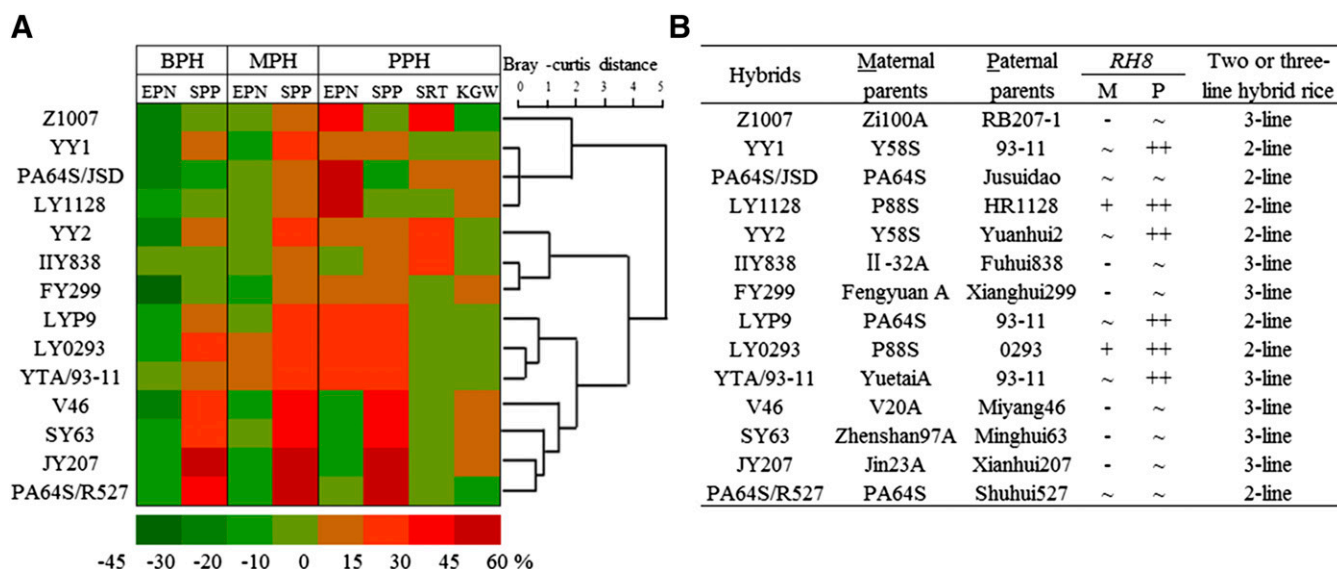 A
BPH MPH PPH
EPN SPP EPN SPP EPN SPP SRT KGW
Bray -curtis distance
0 1 2 3 4 5
Z1007
YY1
PA64S/JSD
LY1128
YY2
IIY838
FY299
LYP9
LY0293
YTA/93-11
V46
SY63
JY207
PA64S/R527
-45 -30 -20 -10 0 15 30 45 60 %
B
Hybrids Maternal parents Paternal parents RH8 M P Two or three-line hybrid rice
Z1007 Zi100A RB207-1 - ~ 3-line
YY1 Y58S 93-11 ~ ++ 2-line
PA64S/JSD PA64S Jusuidao ~ ~ 2-line
LY1128 P88S HR1128 + ++ 2-line
YY2 Y58S Yuanhui2 ~ ++ 2-line
IIY838 Ⅱ-32A Fuhui838 - ~ 3-line
FY299 Fengyuan A Xianghui299 - ~ 3-line
LYP9 PA64S 93-11 ~ ++ 2-line
LY0293 P88S 0293 + ++ 2-line
YTA/93-11 YuetaiA 93-11 ~ ++ 3-line
V46 V20A Miyang46 - ~ 3-line
SY63 Zhenshan97A Minghui63 - ~ 3-line
JY207 Jin23A Xianhui207 - ~ 3-line
PA64S/R527 PA64S Shuhui527 ~ ~ 2-line